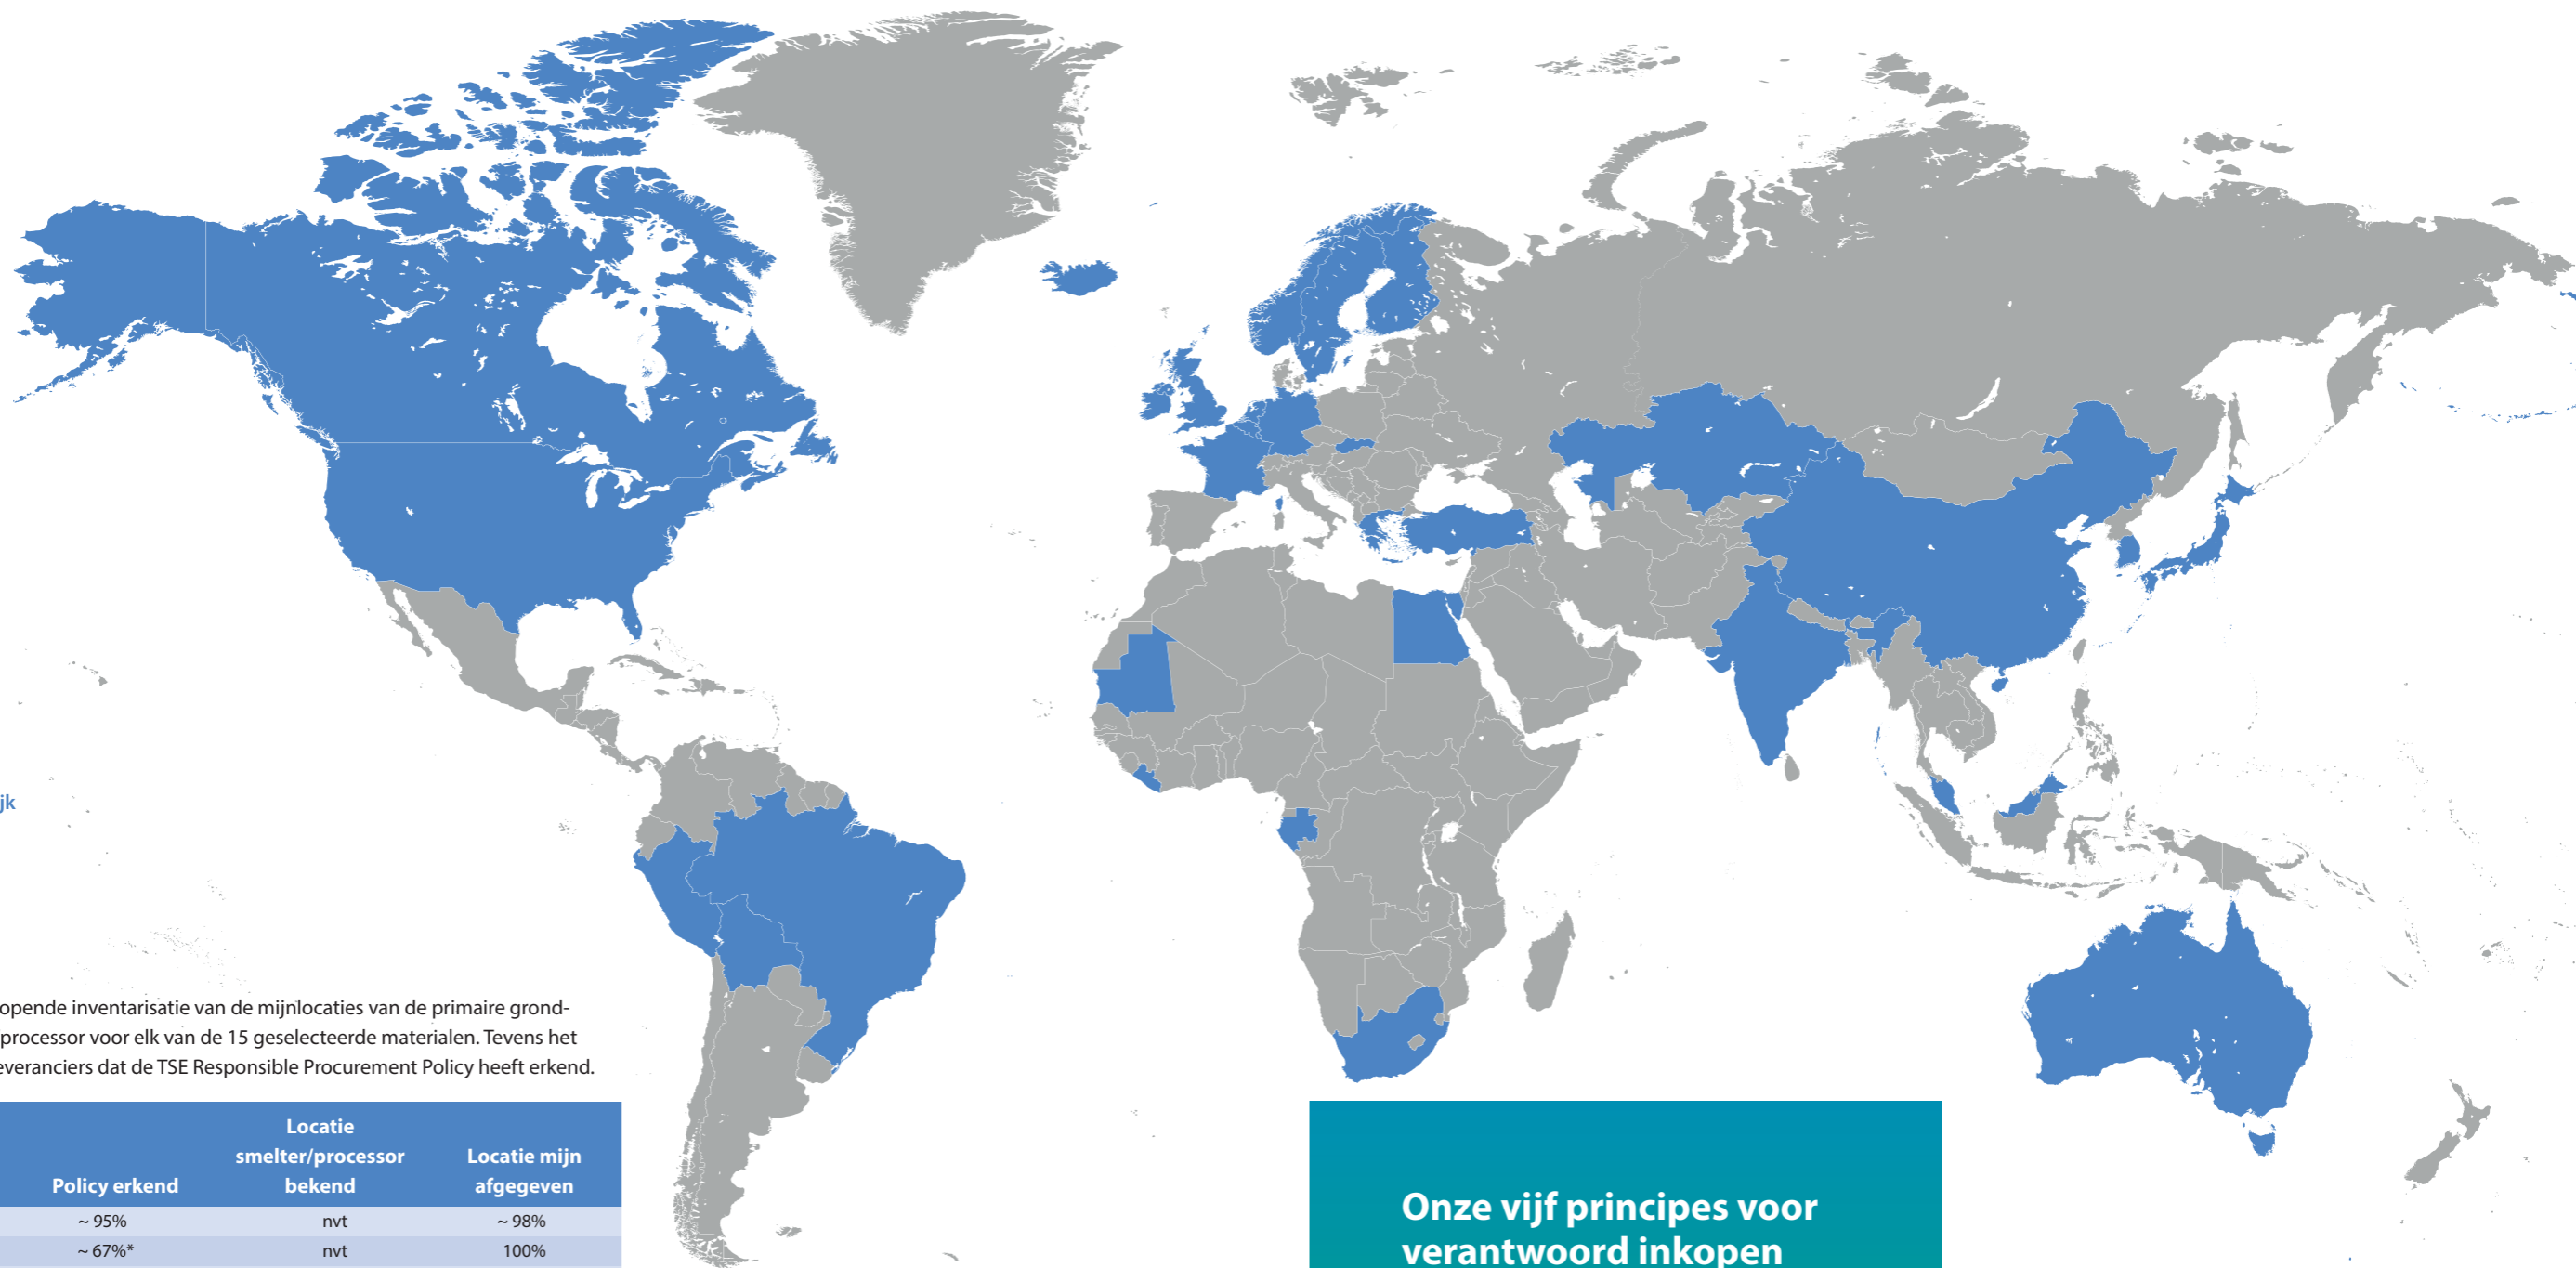 jk
opende inventarisatie van de mijnlocaties van de primaire grond-
processor voor elk van de 15 geselecteerde materialen. Tevens het
everanciers dat de TSE Responsible Procurement Policy heeft erkend.
Policy erkend
Locatie
smelter/processor
bekend
Locatie mijn
afgegeven
~ 95% nvt ~ 98%
~ 67%* nvt 100%
Onze vijf principes voor
verantwoord inkopen